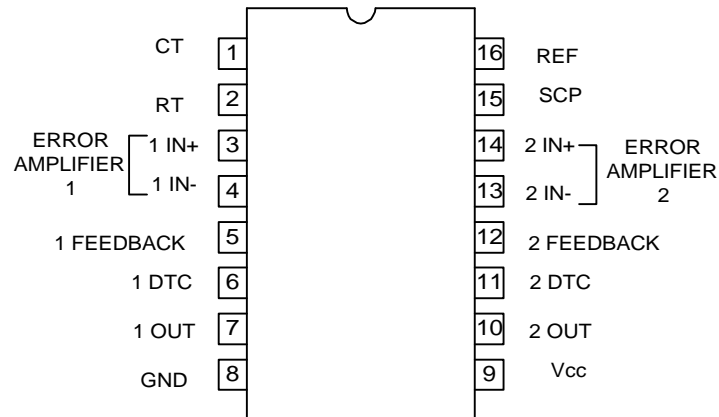 CT 1 16 REF
RT 2 15 SCP
ERROR AMPLIFIER 1
1 IN+ 3 14 2 IN+
1 IN- 4 13 2 IN-
ERROR AMPLIFIER 2
1 FEEDBACK 5 12 2 FEEDBACK
1 DTC 6 11 2 DTC
1 OUT 7 10 2 OUT
GND 8 9 Vcc